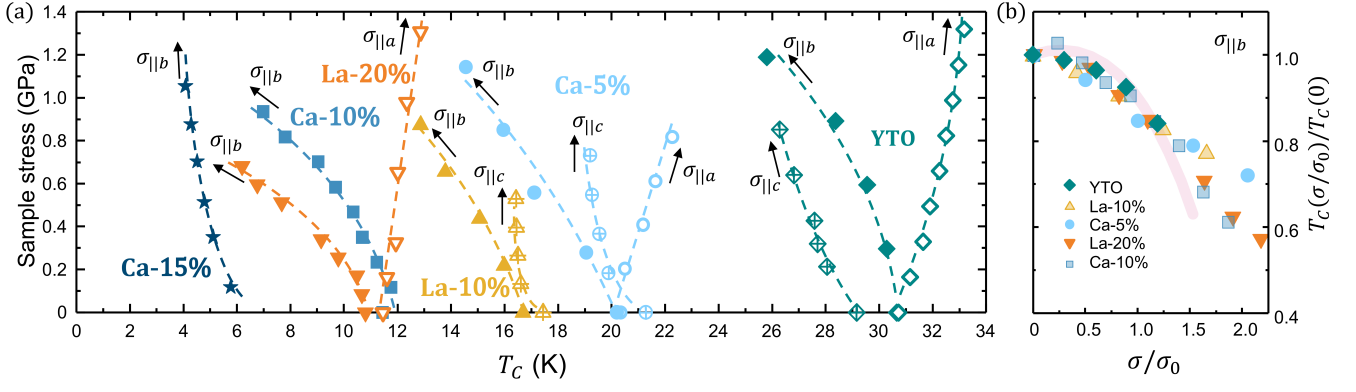 (a)
Sample stress (GPa)
1.4
1.2
1.0
0.8
0.6
0.4
0.2
0
σ||b
Ca-15%
σ||b
σ||b
Ca-10%
σ||a
La-20%
σ||b
σ||c
La-10%
σ||b
Ca-5%
σ||c
σ||a
σ||b
σ||c
YTO
σ||a
0 2 4 6 8 10 12 14 16 18 20 22 24 26 28 30 32 34
T_C (K)
(b)
σ||b
YTO
La-10%
Ca-5%
La-20%
Ca-10%
1.0
0.8
0.6
0.4
T_C(σ/σ₀)/T_C(0)
0.0 0.5 1.0 1.5 2.0
σ/σ₀